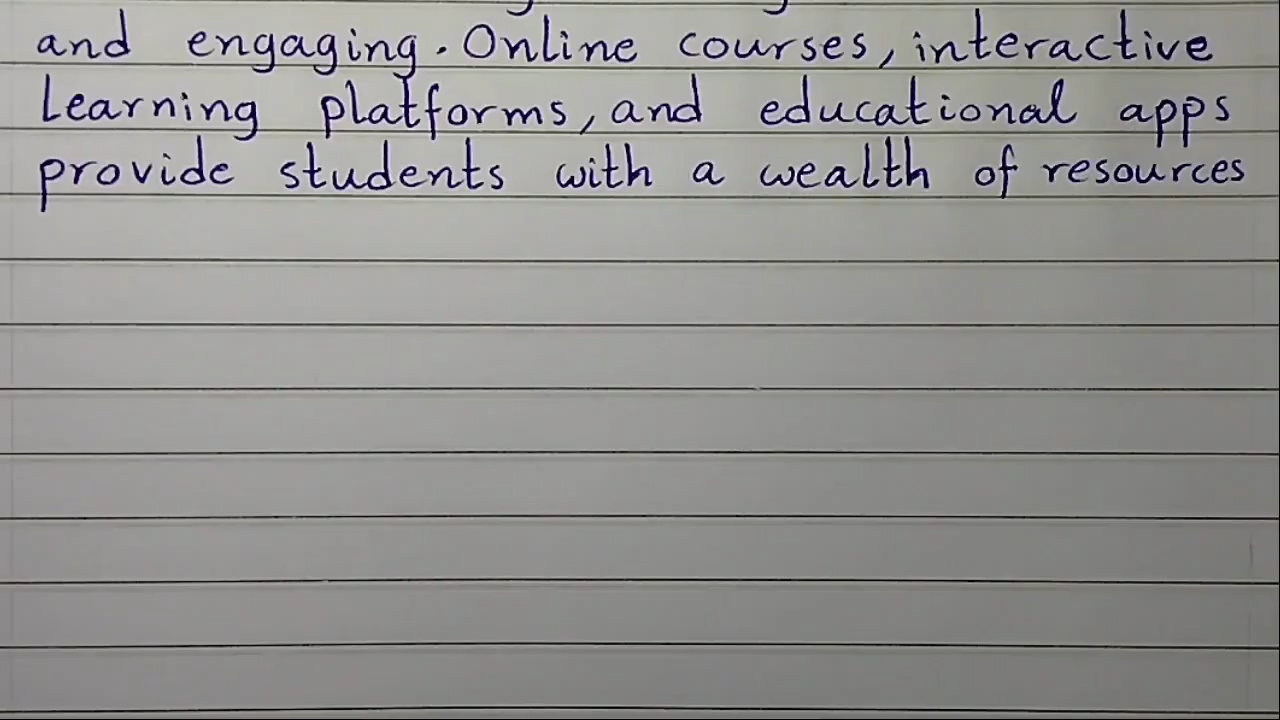 and engaging. Online courses, interactive
Learning platforms, and educational apps
provide students with a wealth of resources